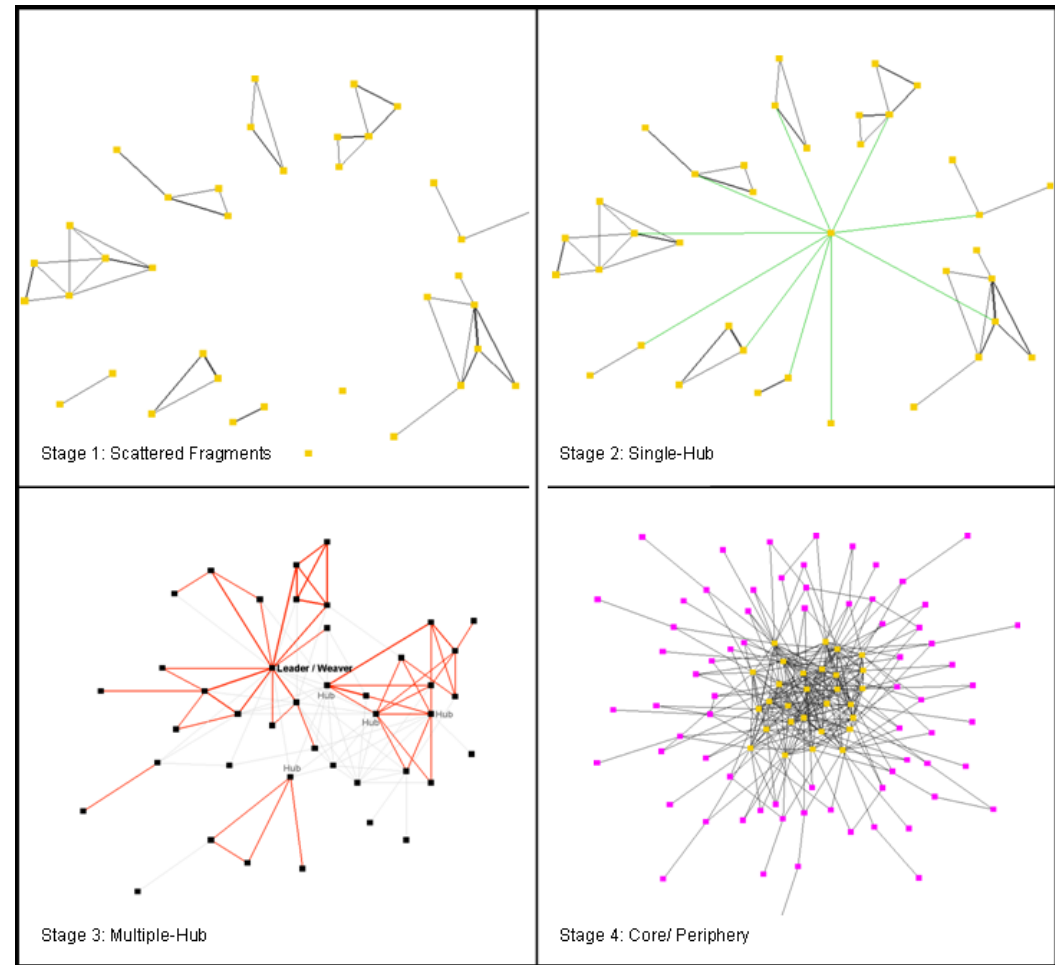 Stage 1: Scattered Fragments
Stage 2: Single-Hub
Leader / Weaver
Hub
Hub
Hub
Hub
Stage 3: Multiple-Hub
Stage 4: Core/ Periphery